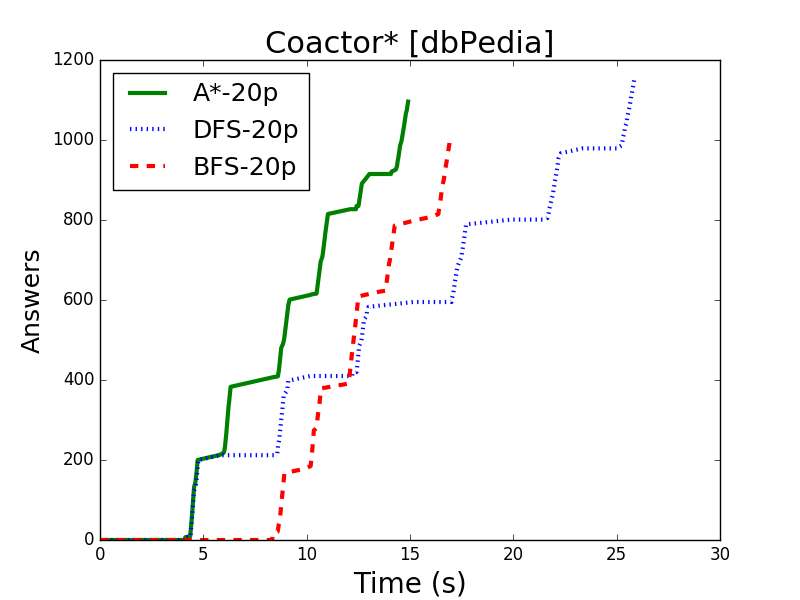 Coactor* [dbPedia]
1200
1000
800
600
400
200
0
Answers
A*-20p
DFS-20p
BFS-20p
0 5 10 15 20 25 30
Time (s)